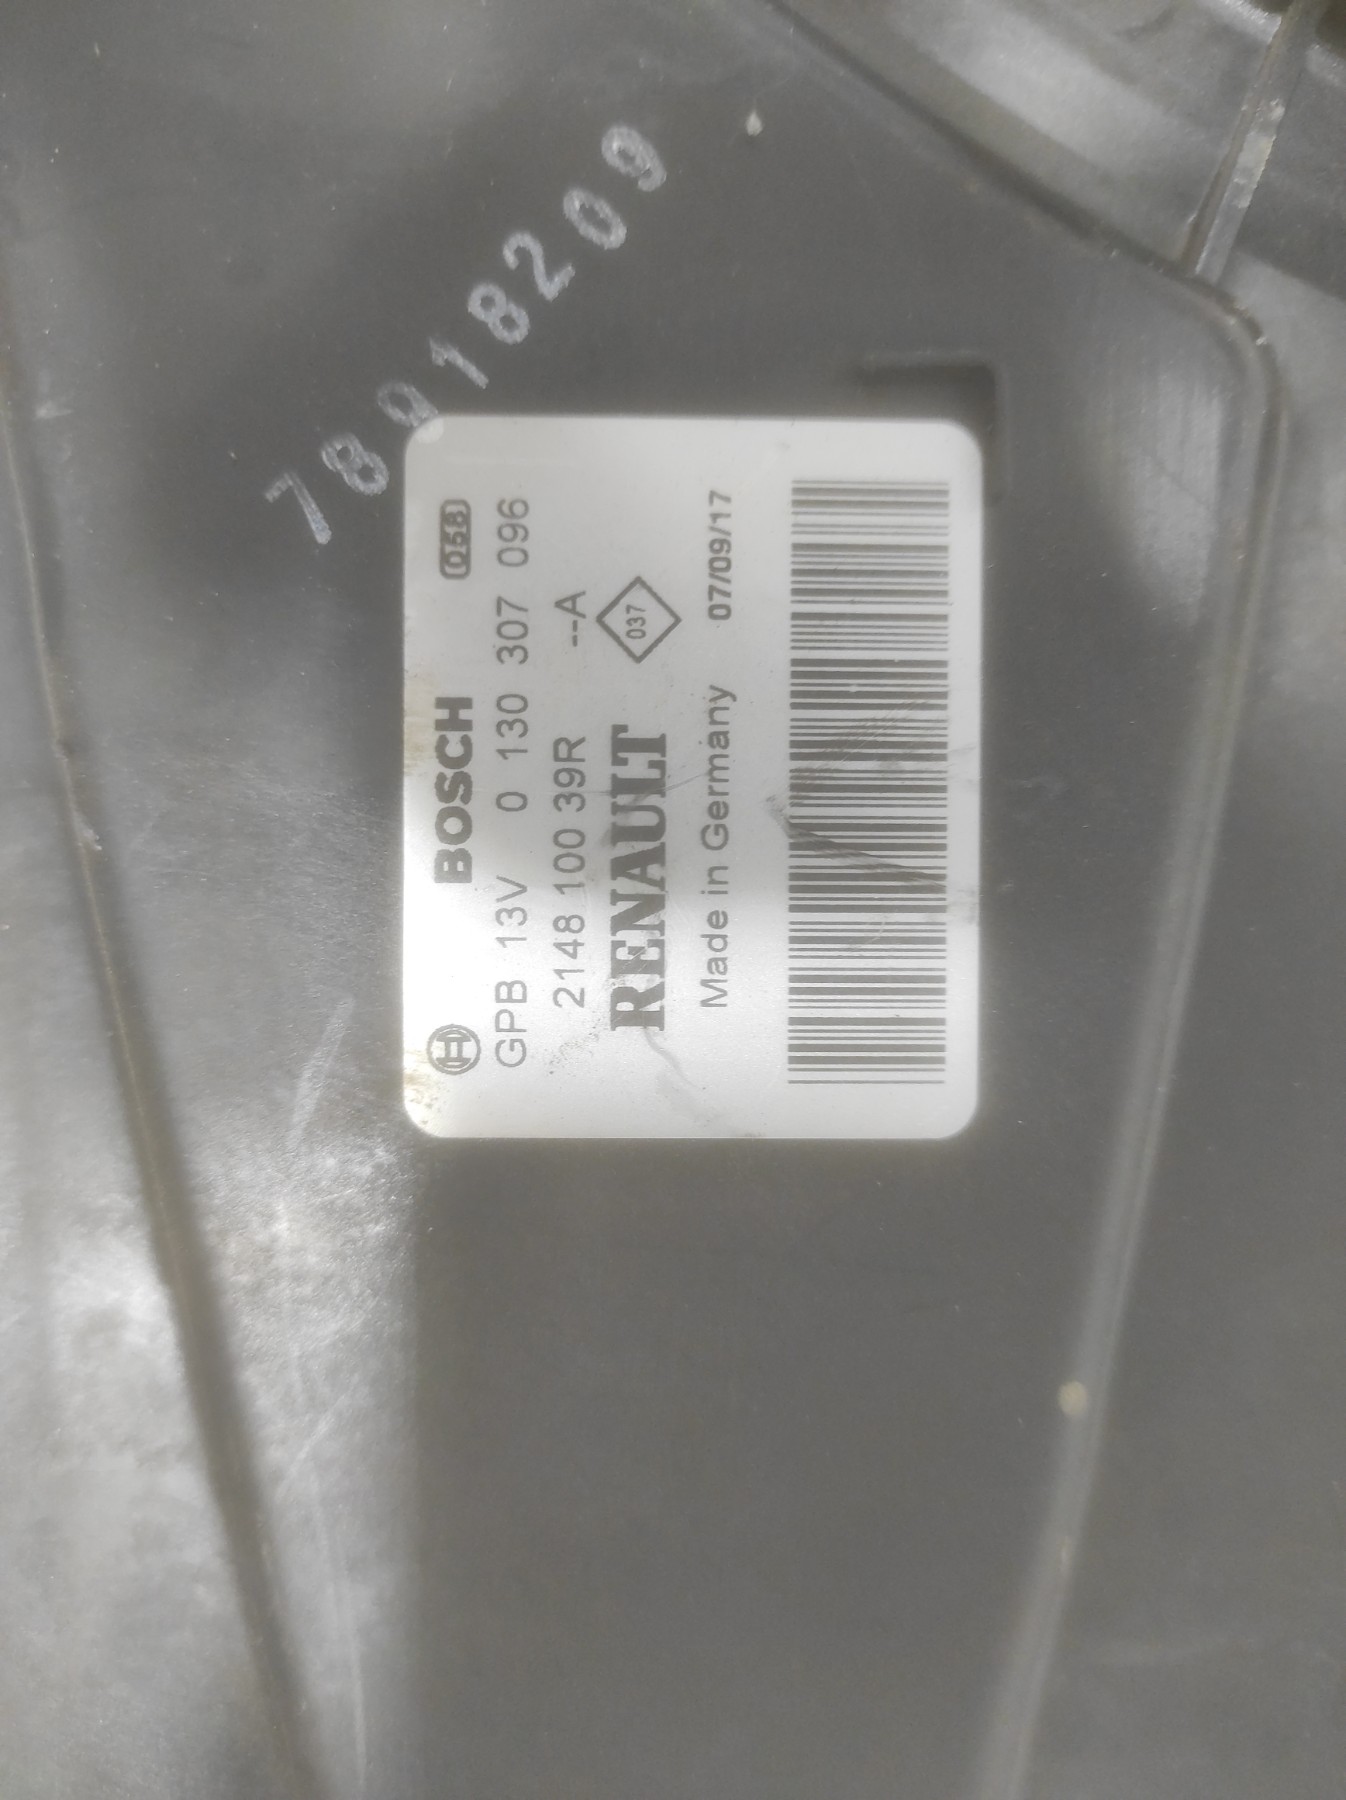 78918209
BOSCH 058
GPB 13V 0 130 307 096
2148 100 39R --A
RENAULT 037
Made in Germany 07/09/17